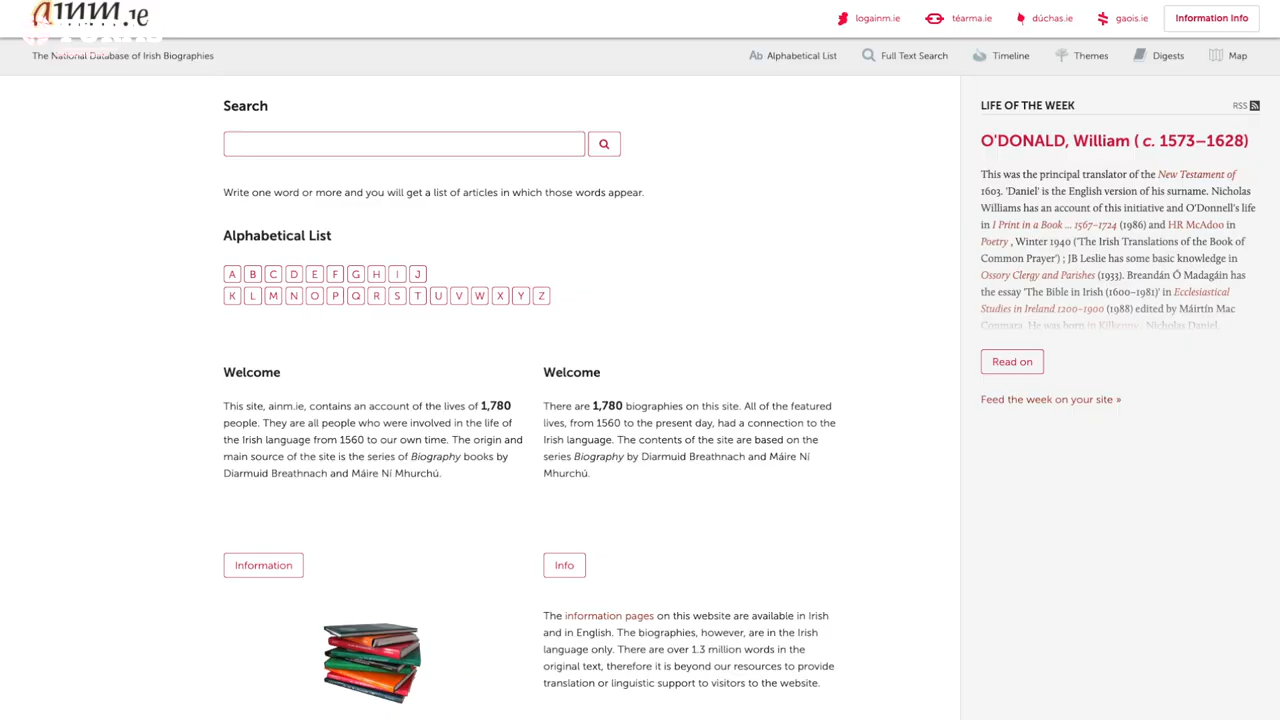 ainm.ie
logainm.ie
téarma.ie
dúchas.ie
gaois.ie
Information Info
The National Database of Irish Biographies
Ab Alphabetical List
Full Text Search
Timeline
Themes
Digests
Map
Search
Write one word or more and you will get a list of articles in which those words appear.
Alphabetical List
A B C D E F G H I J
K L M N O P Q R S T U V W X Y Z
Welcome
This site, ainm.ie, contains an account of the lives of 1,780
people. They are all people who were involved in the life of
the Irish language from 1560 to our own time. The origin and
main source of the site is the series of Biography books by
Diarmuid Breathnach and Máire Ní Mhurchú.
Information
Welcome
There are 1,780 biographies on this site. All of the featured
lives, from 1560 to the present day, had a connection to the
Irish language. The contents of the site are based on the
series Biography by Diarmuid Breathnach and Máire Ní
Mhurchú.
Info
The information pages on this website are available in Irish
and in English. The biographies, however, are in the Irish
language only. There are over 1.3 million words in the
original text, therefore it is beyond our resources to provide
translation or linguistic support to visitors to the website.
LIFE OF THE WEEK
RSS
O'DONALD, William ( c. 1573–1628)
This was the principal translator of the New Testament of
1603. 'Daniel' is the English version of his surname. Nicholas
Williams has an account of this initiative and O'Donnell's life
in I Print in a Book ... 1567–1724 (1986) and HR McAdoo in
Poetry , Winter 1940 ('The Irish Translations of the Book of
Common Prayer') ; JB Leslie has some basic knowledge in
Ossory Clergy and Parishes (1933). Breandán Ó Madagáin has
the essay 'The Bible in Irish (1600–1981)' in Ecclesiastical
Studies in Ireland 1200–1900 (1988) edited by Máirtín Mac
Conmara. He was born in Kilkenny . Nicholas Daniel,
Read on
Feed the week on your site »